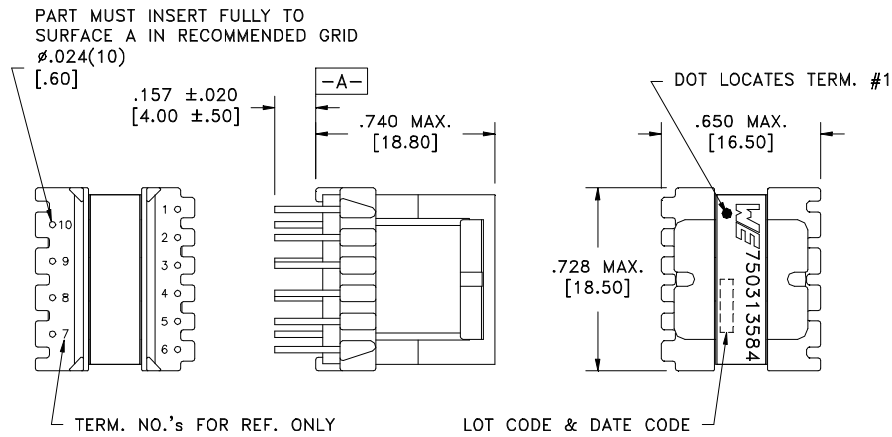 PART MUST INSERT FULLY TO
SURFACE A IN RECOMMENDED GRID
ø.024(10)
[.60]
.157 ±.020
[4.00 ±.50]
-A-
.740 MAX.
[18.80]
DOT LOCATES TERM. #1
.650 MAX.
[16.50]
10
9
8
7
1
2
3
4
5
6
.728 MAX.
[18.50]
WE 750313584
TERM. NO.'s FOR REF. ONLY
LOT CODE & DATE CODE